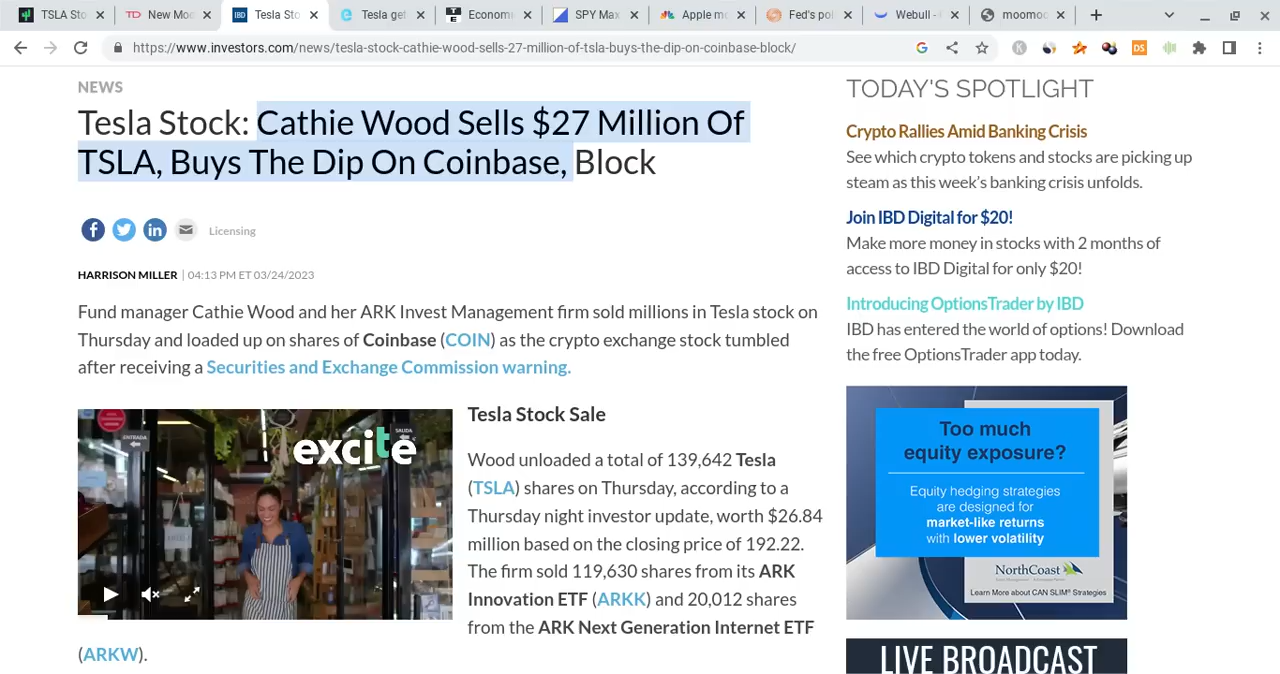 TSLA Sto
New Moa
Tesla Sto
Tesla get
Economi
SPY Max
Apple m
Fed's pol
Webull -
moomoo
https://www.investors.com/news/tesla-stock-cathie-wood-sells-27-million-of-tsla-buys-the-dip-on-coinbase-block/
NEWS
Tesla Stock: Cathie Wood Sells $27 Million Of
TSLA, Buys The Dip On Coinbase, Block
Licensing
HARRISON MILLER | 04:13 PM ET 03/24/2023
Fund manager Cathie Wood and her ARK Invest Management firm sold millions in Tesla stock on
Thursday and loaded up on shares of Coinbase (COIN) as the crypto exchange stock tumbled
after receiving a Securities and Exchange Commission warning.
ENTRADA
SALIDA
excite
Tesla Stock Sale
Wood unloaded a total of 139,642 Tesla
(TSLA) shares on Thursday, according to a
Thursday night investor update, worth $26.84
million based on the closing price of 192.22.
The firm sold 119,630 shares from its ARK
Innovation ETF (ARKK) and 20,012 shares
from the ARK Next Generation Internet ETF
(ARKW).
TODAY'S SPOTLIGHT
Crypto Rallies Amid Banking Crisis
See which crypto tokens and stocks are picking up
steam as this week's banking crisis unfolds.
Join IBD Digital for $20!
Make more money in stocks with 2 months of
access to IBD Digital for only $20!
Introducing OptionsTrader by IBD
IBD has entered the world of options! Download
the free OptionsTrader app today.
Too much
equity exposure?
Equity hedging strategies
are designed for
market-like returns
with lower volatility
NorthCoast
Learn More about CAN SLIM® Strategies
LIVE BROADCAST